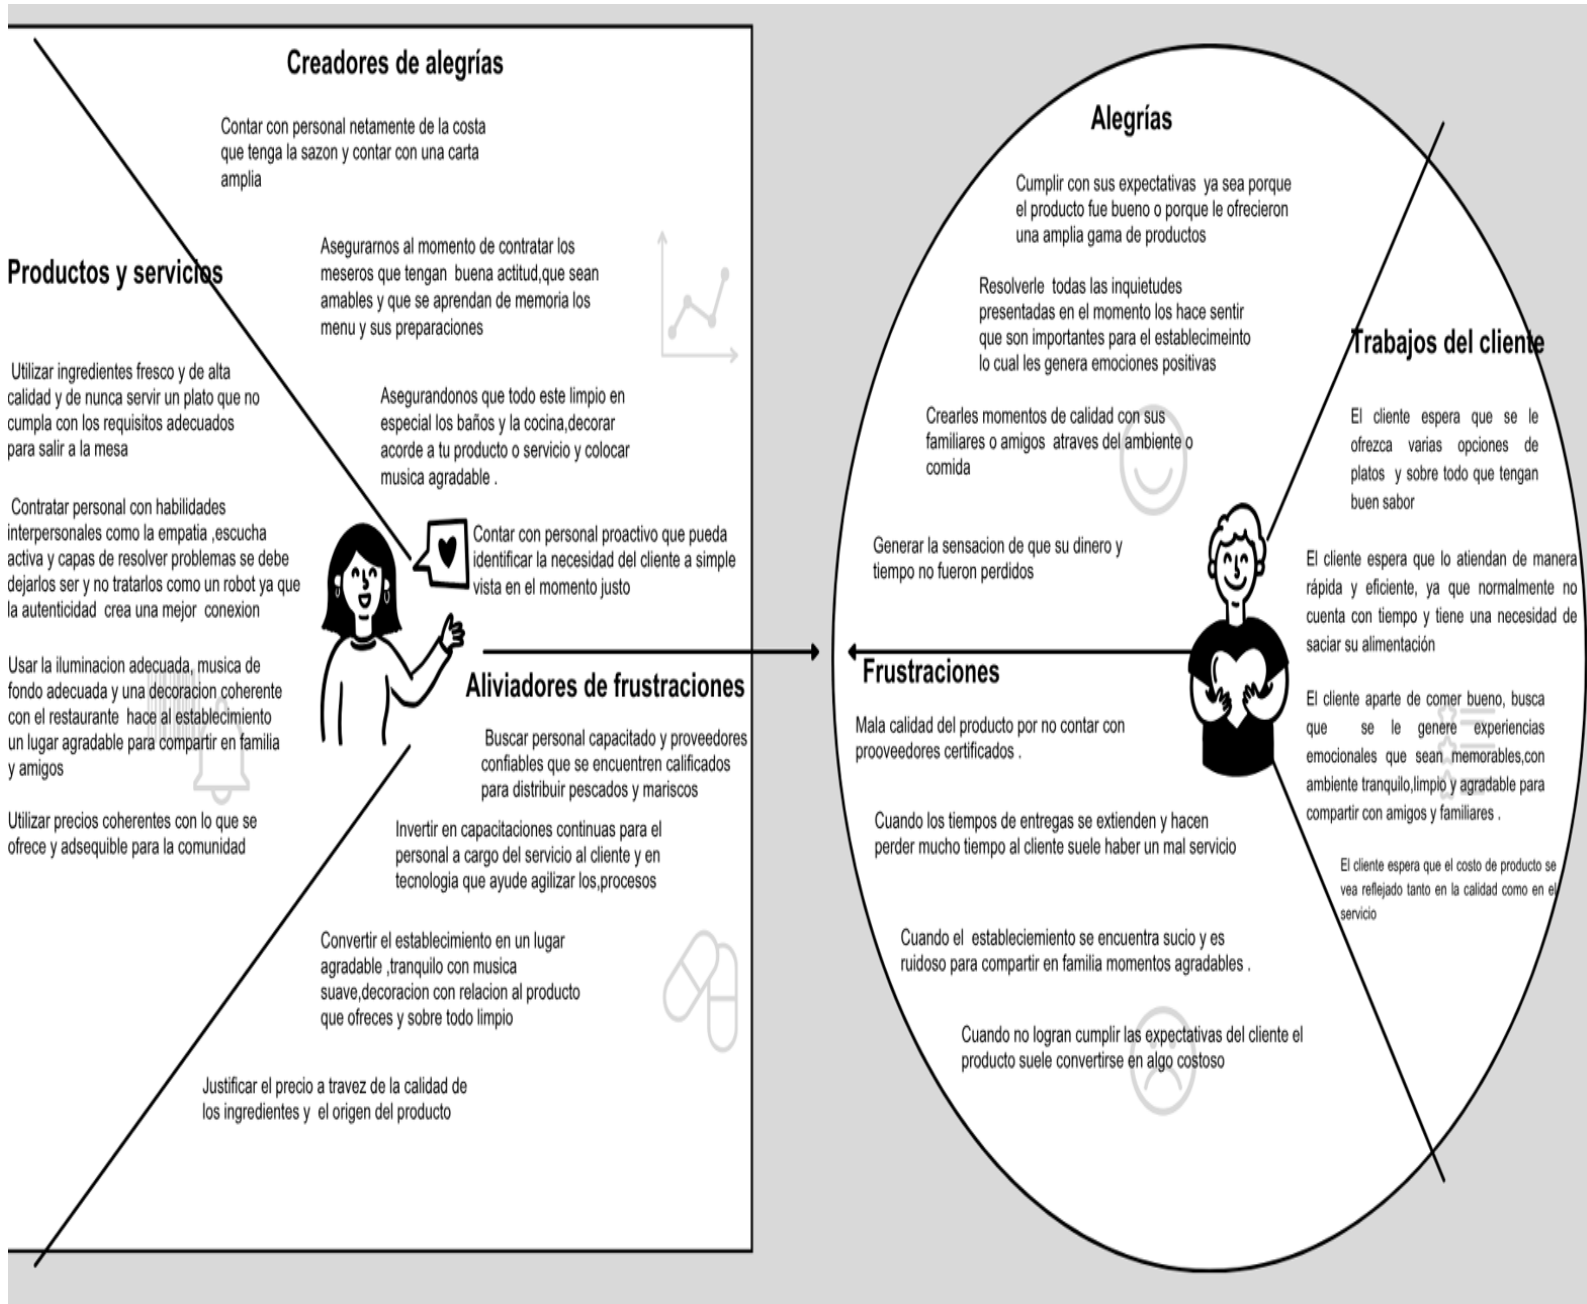 Creadores de alegrías
Contar con personal netamente de la costa
que tenga la sazon y contar con una carta
amplia
Asegurarnos al momento de contratar los
meseros que tengan buena actitud,que sean
amables y que se aprendan de memoria los
menu y sus preparaciones
Asegurandonos que todo este limpio en
especial los baños y la cocina,decorar
acorde a tu producto o servicio y colocar
musica agradable .
Contar con personal proactivo que pueda
identificar la necesidad del cliente a simple
vista en el momento justo
Productos y servicios
Utilizar ingredientes fresco y de alta
calidad y de nunca servir un plato que no
cumpla con los requisitos adecuados
para salir a la mesa
Contratar personal con habilidades
interpersonales como la empatia ,escucha
activa y capas de resolver problemas se debe
dejarlos ser y no tratarlos como un robot ya que
la autenticidad crea una mejor conexion
Usar la iluminacion adecuada, musica de
fondo adecuada y una decoracion coherente
con el restaurante hace al establecimiento
un lugar agradable para compartir en familia
y amigos
Utilizar precios coherentes con lo que se
ofrece y adsequible para la comunidad
Aliviadores de frustraciones
Buscar personal capacitado y proveedores
confiables que se encuentren calificados
para distribuir pescados y mariscos
Invertir en capacitaciones continuas para el
personal a cargo del servicio al cliente y en
tecnologia que ayude agilizar los,procesos
Convertir el establecimiento en un lugar
agradable ,tranquilo con musica
suave,decoracion con relacion al producto
que ofreces y sobre todo limpio
Justificar el precio a travez de la calidad de
los ingredientes y el origen del producto
Alegrías
Cumplir con sus expectativas ya sea porque
el producto fue bueno o porque le ofrecieron
una amplia gama de productos
Resolverle todas las inquietudes
presentadas en el momento los hace sentir
que son importantes para el establecimeinto
lo cual les genera emociones positivas
Crearles momentos de calidad con sus
familiares o amigos atraves del ambiente o
comida
Generar la sensacion de que su dinero y
tiempo no fueron perdidos
Frustraciones
Mala calidad del producto por no contar con
prooveedores certificados .
Cuando los tiempos de entregas se extienden y hacen
perder mucho tiempo al cliente suele haber un mal servicio
Cuando el estableciemiento se encuentra sucio y es
ruidoso para compartir en familia momentos agradables .
Cuando no logran cumplir las expectativas del cliente el
producto suele convertirse en algo costoso
Trabajos del cliente
El cliente espera que se le
ofrezca varias opciones de
platos y sobre todo que tengan
buen sabor
El cliente espera que lo atiendan de manera
rápida y eficiente, ya que normalmente no
cuenta con tiempo y tiene una necesidad de
saciar su alimentación
El cliente aparte de comer bueno, busca
que se le genere experiencias
emocionales que sean memorables,con
ambiente tranquilo,limpio y agradable para
compartir con amigos y familiares .
El cliente espera que el costo de producto se
vea reflejado tanto en la calidad como en el
servicio